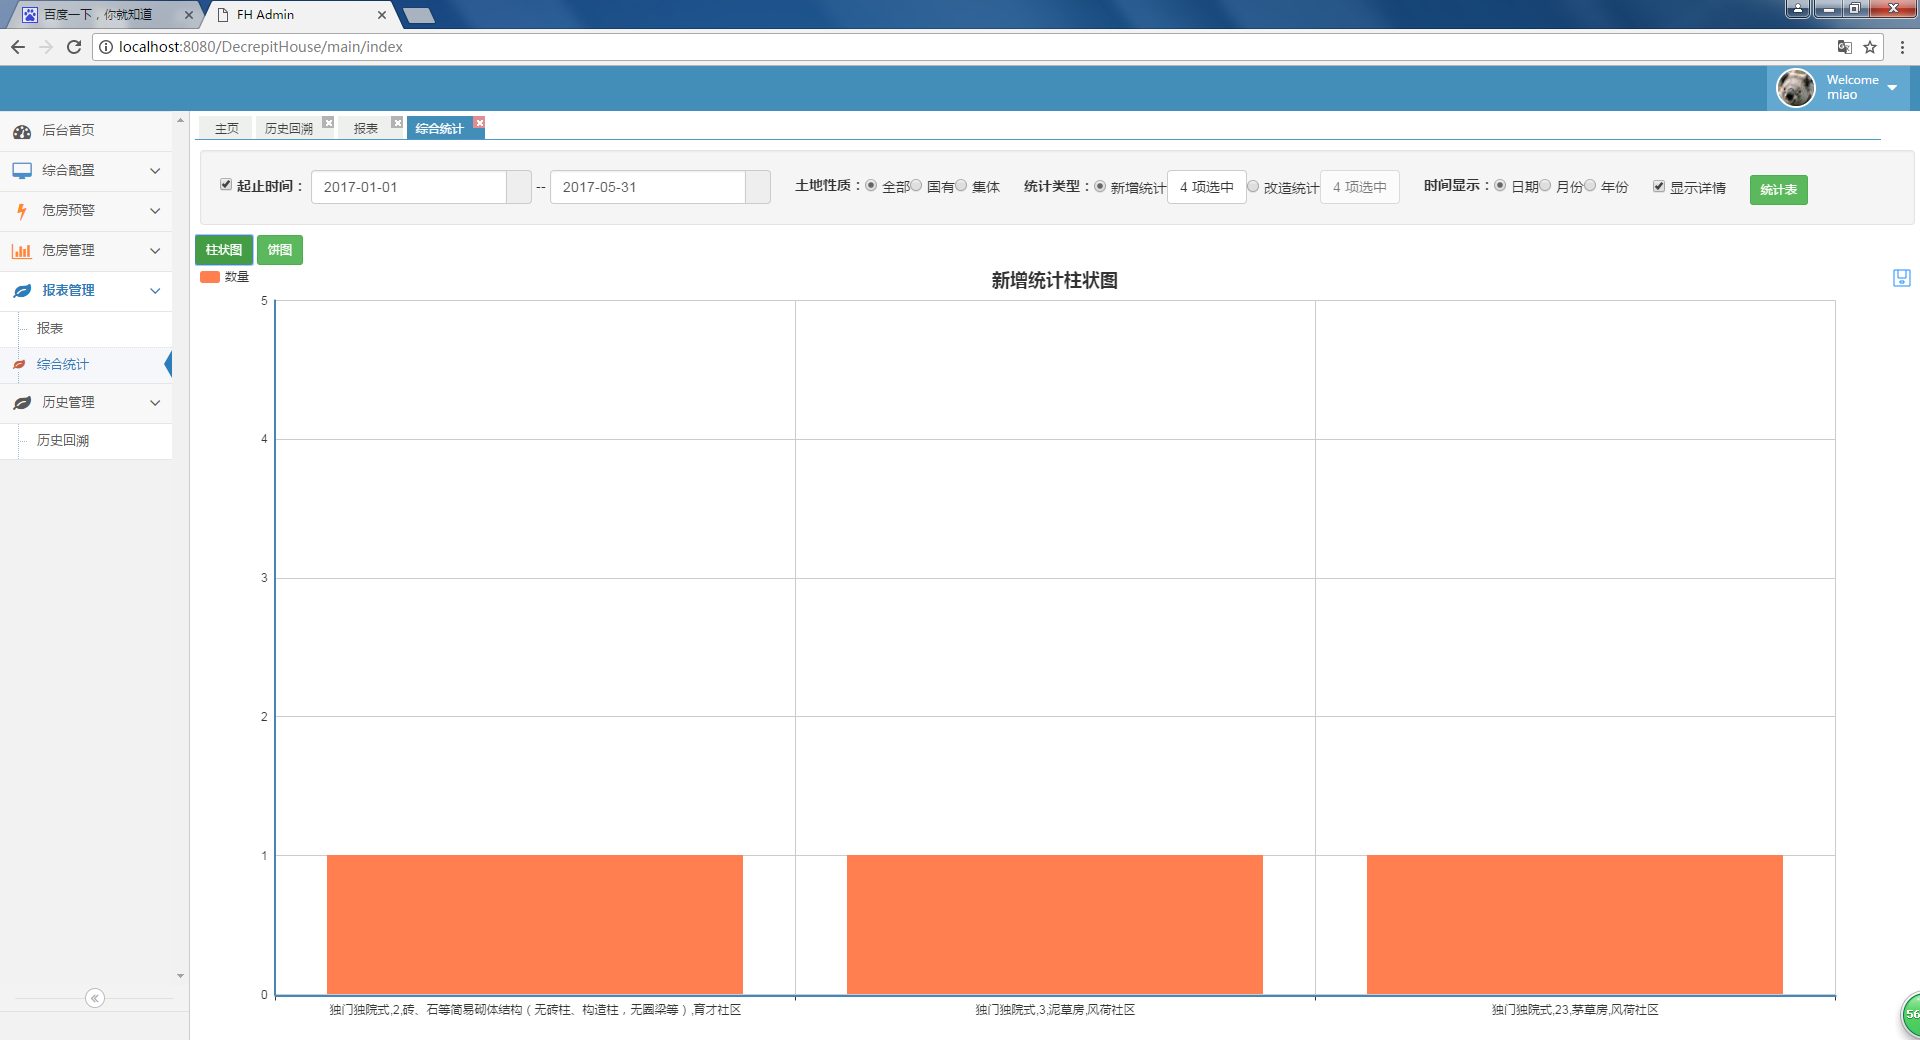 百度一下，你就知道
FH Admin
localhost:8080/DecrepitHouse/main/index
Welcome
miao
后台首页
综合配置
危房预警
危房管理
报表管理
报表
综合统计
历史管理
历史回溯
主页 历史回溯 报表 综合统计
起止时间： 2017-01-01 -- 2017-05-31 土地性质： 全部 国有 集体 统计类型： 新增统计 4 项选中 改造统计 4 项选中 时间显示： 日期 月份 年份 显示详情 统计表
柱状图 饼图
数量
新增统计柱状图
5
4
3
2
1
0
独门独院式,2,砖、石等简易砌体结构（无砖柱、构造柱，无圈梁等）,育才社区
独门独院式,3,泥草房,风荷社区
独门独院式,23,茅草房,风荷社区
56